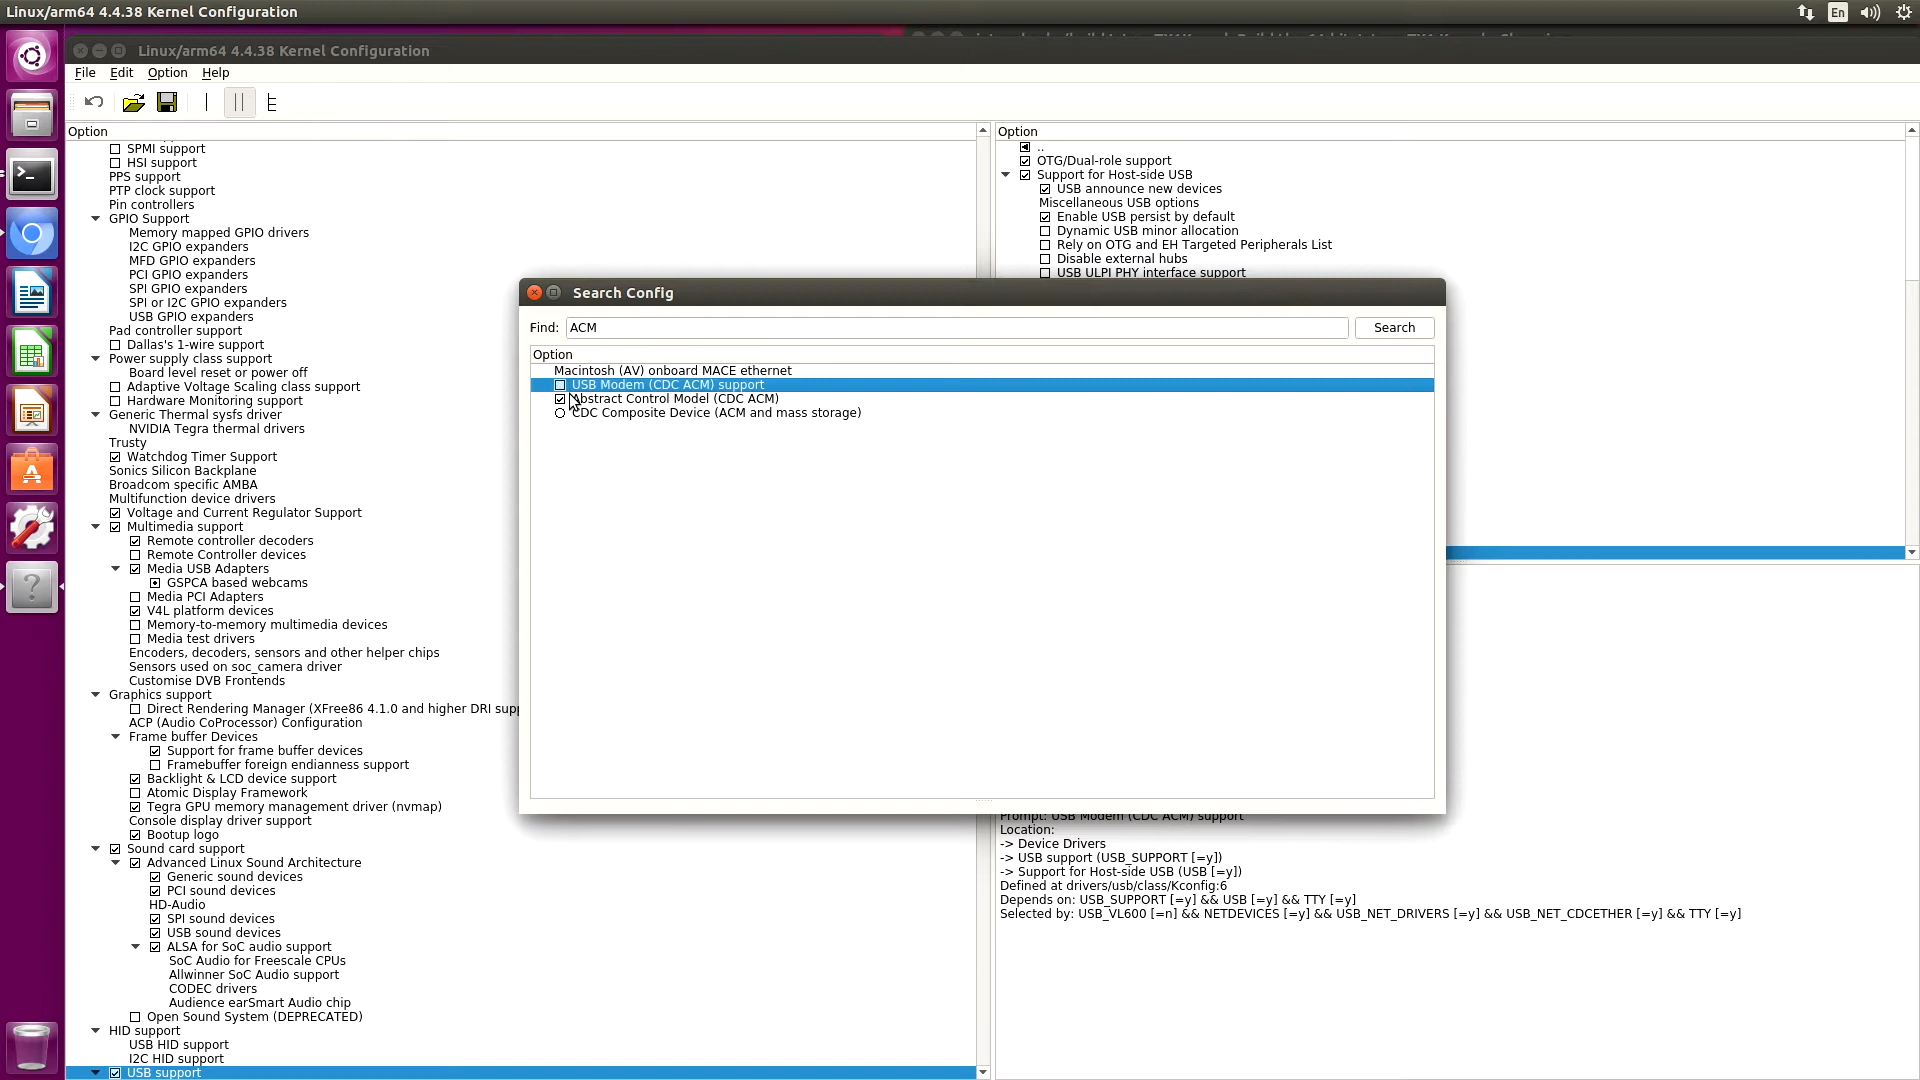 Linux/arm64 4.4.38 Kernel Configuration
En
Linux/arm64 4.4.38 Kernel Configuration
File Edit Option Help
Option
SPMI support
HSI support
PPS support
PTP clock support
Pin controllers
GPIO Support
Memory mapped GPIO drivers
I2C GPIO expanders
MFD GPIO expanders
PCI GPIO expanders
SPI GPIO expanders
SPI or I2C GPIO expanders
USB GPIO expanders
Pad controller support
Dallas's 1-wire support
Power supply class support
Board level reset or power off
Adaptive Voltage Scaling class support
Hardware Monitoring support
Generic Thermal sysfs driver
NVIDIA Tegra thermal drivers
Trusty
Watchdog Timer Support
Sonics Silicon Backplane
Broadcom specific AMBA
Multifunction device drivers
Voltage and Current Regulator Support
Multimedia support
Remote controller decoders
Remote Controller devices
Media USB Adapters
GSPCA based webcams
Media PCI Adapters
V4L platform devices
Memory-to-memory multimedia devices
Media test drivers
Encoders, decoders, sensors and other helper chips
Sensors used on soc_camera driver
Customise DVB Frontends
Graphics support
Direct Rendering Manager (XFree86 4.1.0 and higher DRI supp
ACP (Audio CoProcessor) Configuration
Frame buffer Devices
Support for frame buffer devices
Framebuffer foreign endianness support
Backlight & LCD device support
Atomic Display Framework
Tegra GPU memory management driver (nvmap)
Console display driver support
Bootup logo
Sound card support
Advanced Linux Sound Architecture
Generic sound devices
PCI sound devices
HD-Audio
SPI sound devices
USB sound devices
ALSA for SoC audio support
SoC Audio for Freescale CPUs
Allwinner SoC Audio support
CODEC drivers
Audience earSmart Audio chip
Open Sound System (DEPRECATED)
HID support
USB HID support
I2C HID support
USB support
Option
..
OTG/Dual-role support
Support for Host-side USB
USB announce new devices
Miscellaneous USB options
Enable USB persist by default
Dynamic USB minor allocation
Rely on OTG and EH Targeted Peripherals List
Disable external hubs
USB ULPI PHY interface support
Search Config
Find: ACM Search
Option
Macintosh (AV) onboard MACE ethernet
USB Modem (CDC ACM) support
Abstract Control Model (CDC ACM)
CDC Composite Device (ACM and mass storage)
Prompt: USB Modem (CDC ACM) support
Location:
-> Device Drivers
-> USB support (USB_SUPPORT [=y])
-> Support for Host-side USB (USB [=y])
Defined at drivers/usb/class/Kconfig:6
Depends on: USB_SUPPORT [=y] && USB [=y] && TTY [=y]
Selected by: USB_VL600 [=n] && NETDEVICES [=y] && USB_NET_DRIVERS [=y] && USB_NET_CDCETHER [=y] && TTY [=y]